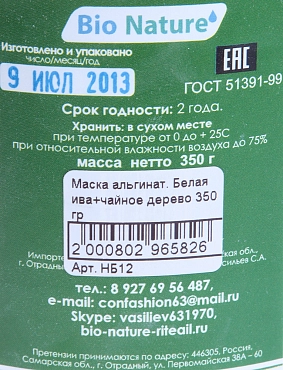 Bio Nature
Изготовлено и упаковано
число/месяц/год
9 ИЮЛ 2013
ЕАС
ГОСТ 51391-99
Срок годности: 2 года.
Хранить: в сухом месте
при температуре от 0 до + 25С
при относительной влажности воздуха до 75%
масса нетто 350 г
Маска альгинат. Белая
ива+чайное дерево 350
гр
2 000802 965826
Арт. НБ12
Импорте
г. Отрадный
сильев С.А.
тел.: 8 927 69 56 487,
e-mail: confashion63@mail.ru
Skype: vasiliev631970,
bio-nature-riteail.ru
Претензии принимаются по адресу: 446305, Россия,
Самарская обл., г. Отрадный, ул. Первомайская 38А – 60